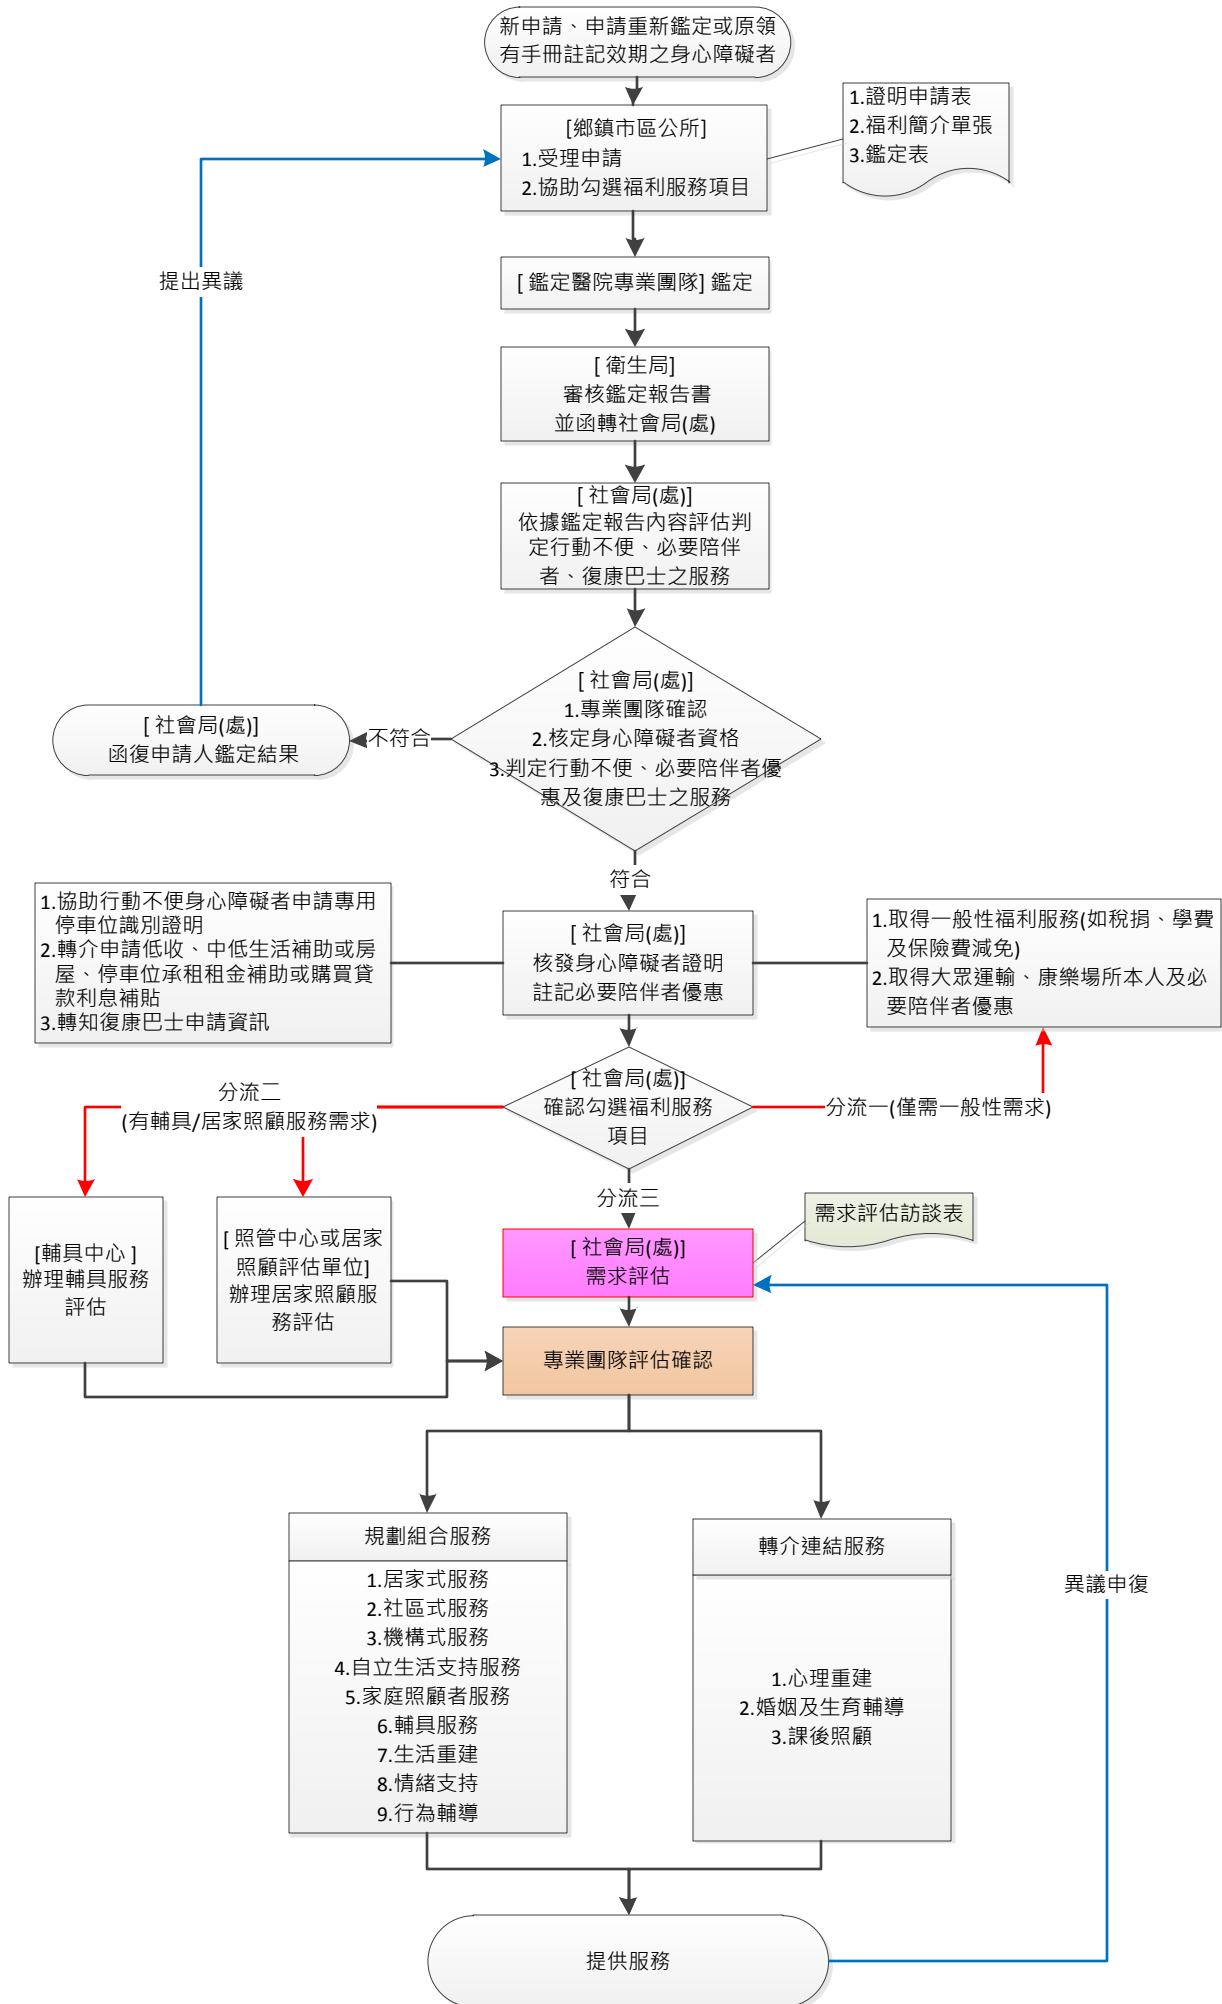 新申請、申請重新鑑定或原領
有手冊註記效期之身心障礙者
[鄉鎮市區公所]
1.受理申請
2.協助勾選福利服務項目
1.證明申請表
2.福利簡介單張
3.鑑定表
提出異議
[ 鑑定醫院專業團隊] 鑑定
[ 衛生局]
審核鑑定報告書
並函轉社會局(處)
[ 社會局(處)]
依據鑑定報告內容評估判
定行動不便、必要陪伴
者、復康巴士之服務
[ 社會局(處)]
1.專業團隊確認
2.核定身心障礙者資格
3.判定行動不便、必要陪伴者優
惠及復康巴士之服務
不符合
[ 社會局(處)]
函復申請人鑑定結果
符合
1.協助行動不便身心障礙者申請專用
停車位識別證明
2.轉介申請低收、中低生活補助或房
屋、停車位承租租金補助或購買貸
款利息補貼
3.轉知復康巴士申請資訊
[ 社會局(處)]
核發身心障礙者證明
註記必要陪伴者優惠
1.取得一般性福利服務(如稅捐、學費
及保險費減免)
2.取得大眾運輸、康樂場所本人及必
要陪伴者優惠
[ 社會局(處)]
確認勾選福利服務
項目
分流二
(有輔具/居家照顧服務需求)
分流一(僅需一般性需求)
分流三
[輔具中心 ]
辦理輔具服務
評估
[ 照管中心或居家
照顧評估單位]
辦理居家照顧服
務評估
[ 社會局(處)]
需求評估
需求評估訪談表
專業團隊評估確認
規劃組合服務
1.居家式服務
2.社區式服務
3.機構式服務
4.自立生活支持服務
5.家庭照顧者服務
6.輔具服務
7.生活重建
8.情緒支持
9.行為輔導
轉介連結服務
1.心理重建
2.婚姻及生育輔導
3.課後照顧
異議申復
提供服務